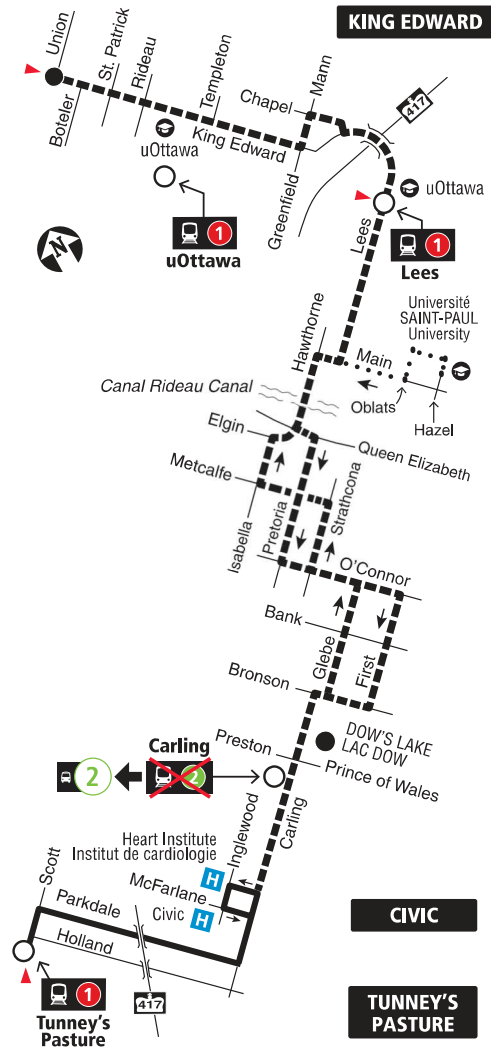 KING EDWARD
Union
St. Patrick
Rideau
Templeton
Mann
Chapel
417
Boteler
King Edward
Greenfield
uOttawa
1
uOttawa
uOttawa
Lees
1
Lees
N
Université
SAINT-PAUL
University
Hawthorne
Main
Oblats
Hazel
Canal Rideau Canal
Elgin
Queen Elizabeth
Metcalfe
Strathcona
Isabella
Pretoria
O'Connor
Bank
Glebe
First
Bronson
DOW'S LAKE
LAC DOW
Carling
2
2
Preston
Prince of Wales
Inglewood
Carling
Heart Institute
Institut de cardiologie
H
McFarlane
Civic
H
Scott
Parkdale
Holland
417
1
Tunney's
Pasture
CIVIC
TUNNEY'S
PASTURE